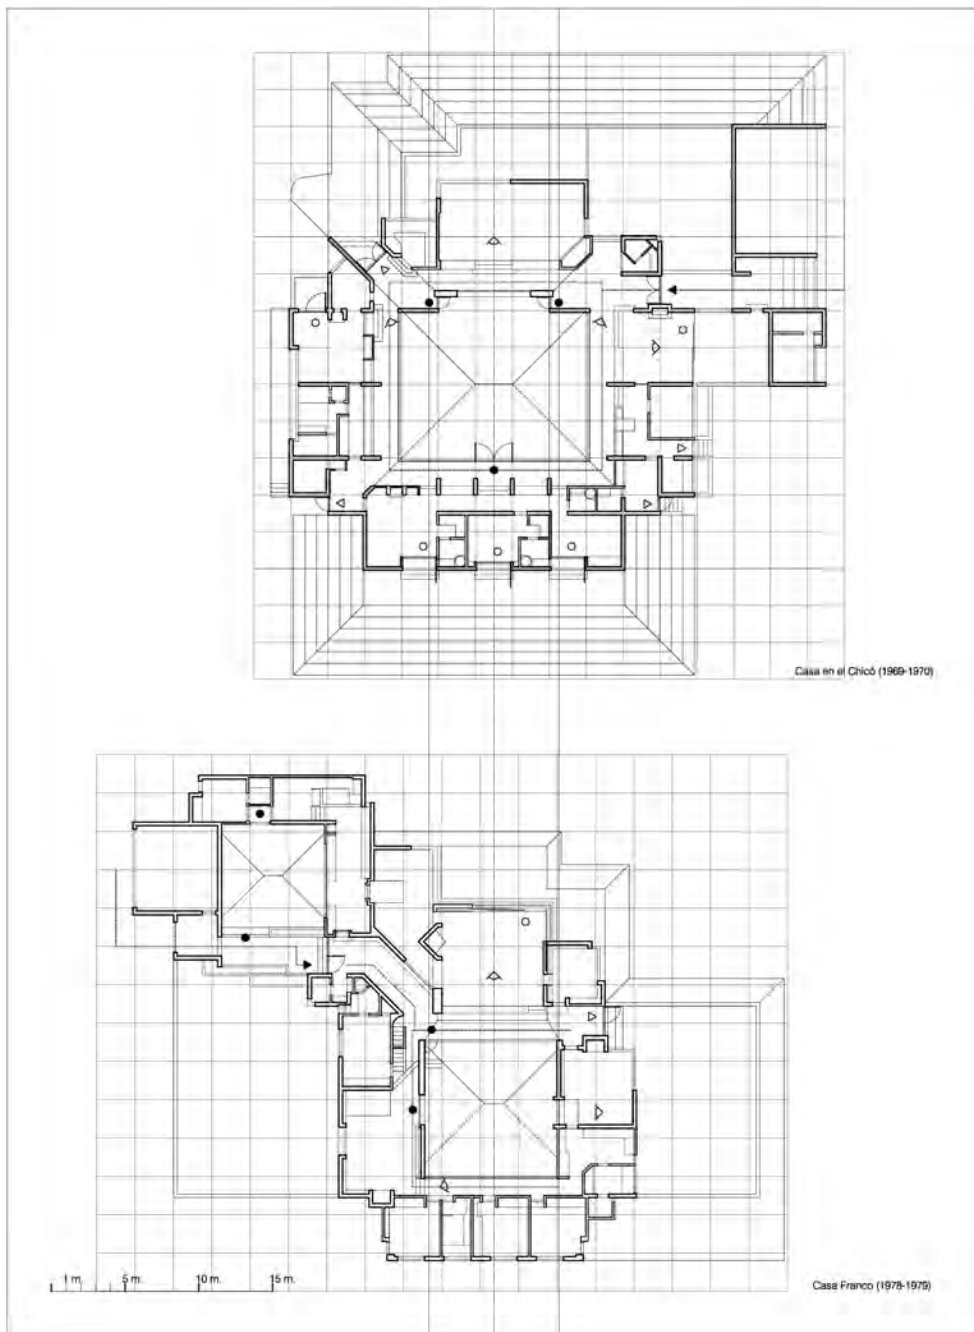 Casa en el Chicó (1969-1970)
1 m. 5 m. 10 m. 15 m.
Casa Franco (1978-1979)